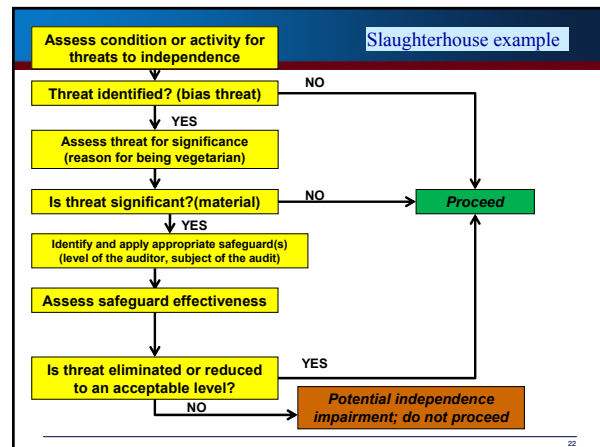 Slaughterhouse example
Assess condition or activity for
threats to independence
Threat identified? (bias threat)
NO
YES
Assess threat for significance
(reason for being vegetarian)
Is threat significant?(material)
NO
Proceed
YES
Identify and apply appropriate safeguard(s)
(level of the auditor, subject of the audit)
Assess safeguard effectiveness
Is threat eliminated or reduced
to an acceptable level?
YES
NO
Potential independence
impairment; do not proceed
22